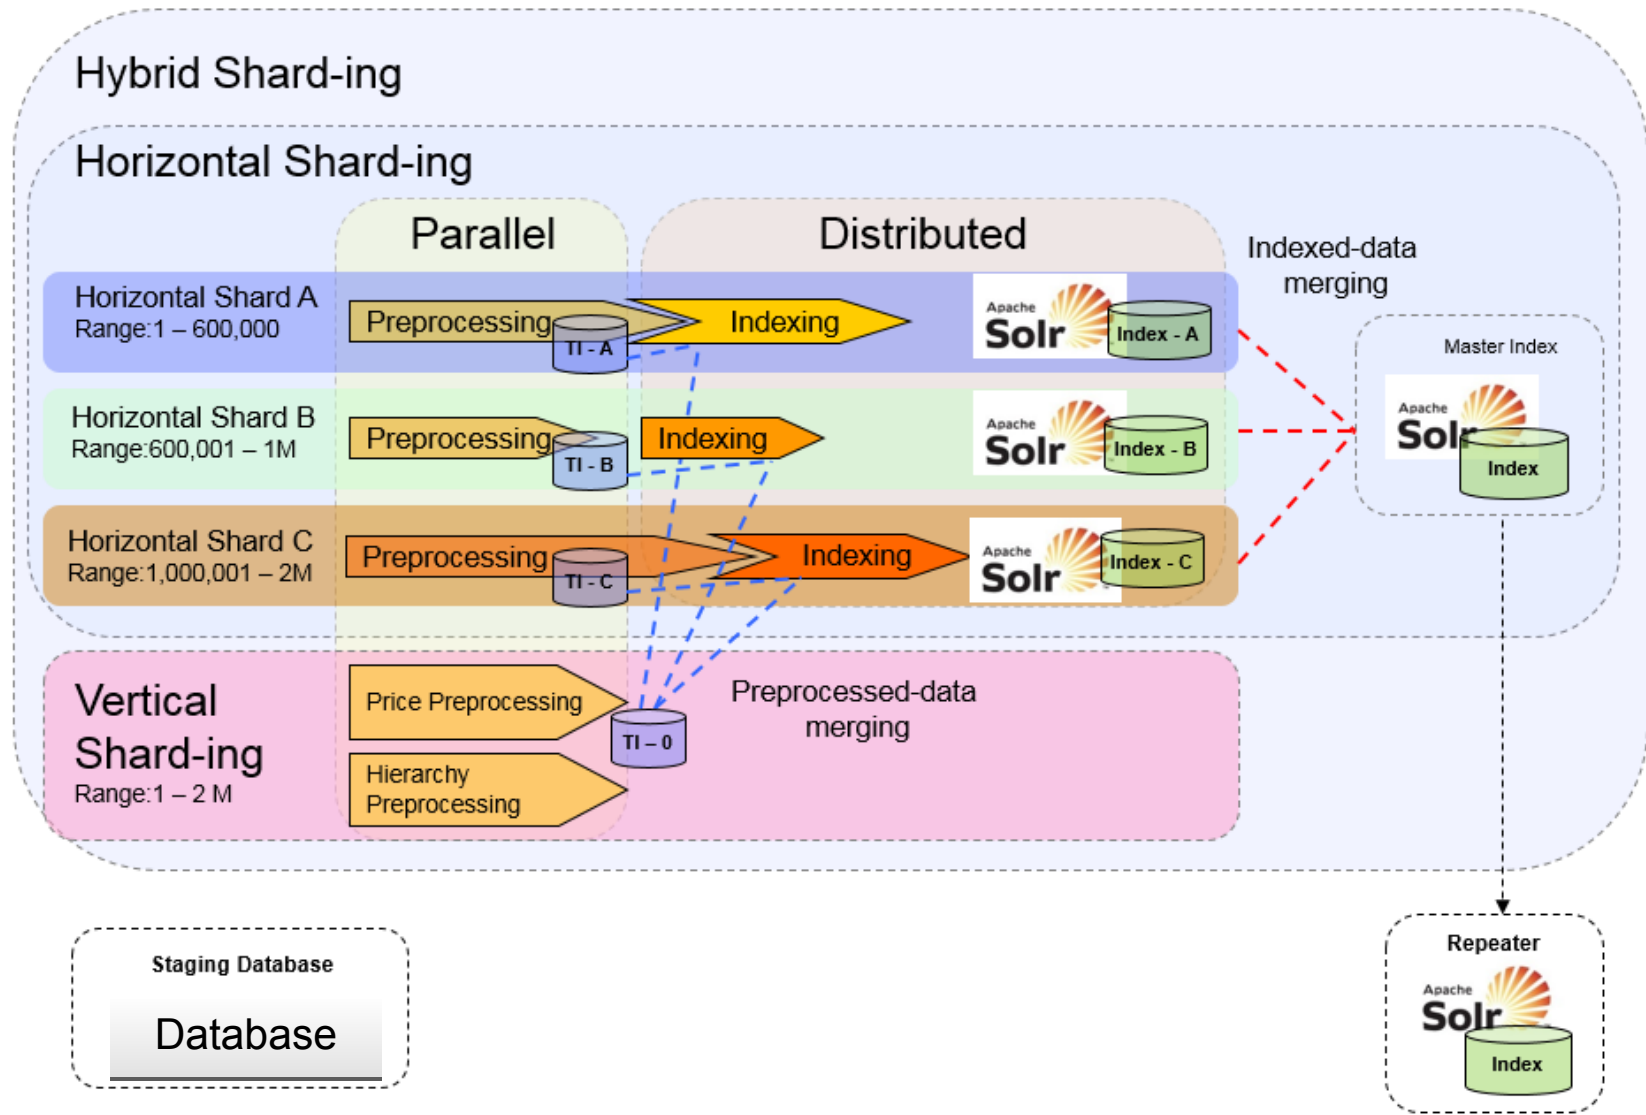 Hybrid Shard-ing
Horizontal Shard-ing
Parallel
Distributed
Indexed-data
merging
Horizontal Shard A
Range:1 – 600,000
Preprocessing
TI - A
Indexing
Apache
Solr
Index - A
Master Index
Apache
Solr
Index
Horizontal Shard B
Range:600,001 – 1M
Preprocessing
TI - B
Indexing
Apache
Solr
Index - B
Horizontal Shard C
Range:1,000,001 – 2M
Preprocessing
TI - C
Indexing
Apache
Solr
Index - C
Vertical
Shard-ing
Range:1 – 2 M
Price Preprocessing
TI – 0
Hierarchy
Preprocessing
Preprocessed-data
merging
Staging Database
Database
Repeater
Apache
Solr
Index